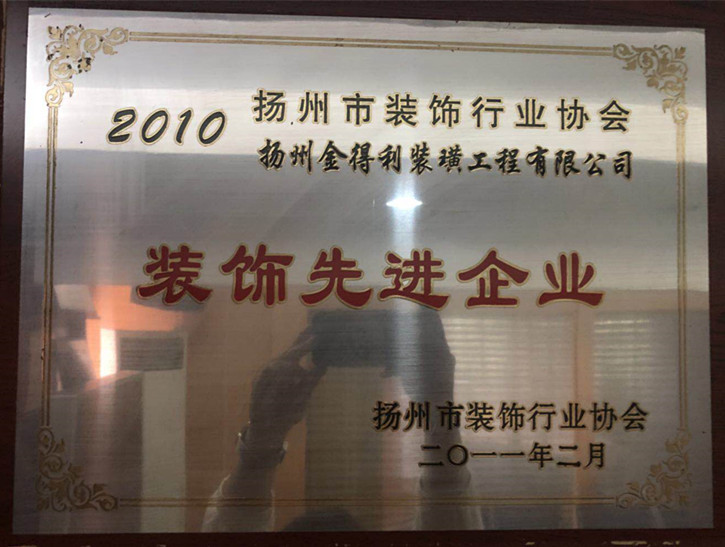 2010 扬州市装饰行业协会
扬州金得利装璜工程有限公司
装饰先进企业
扬州市装饰行业协会
二〇一一年二月